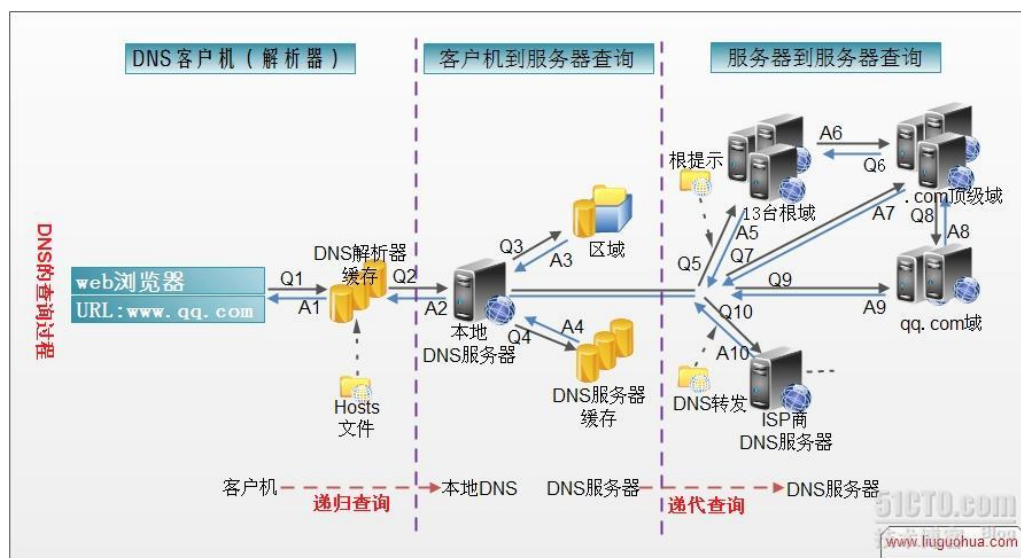 DNS客户机(解析器)
客户机到服务器查询
服务器到服务器查询
DNS的查询过程
web浏览器
URL:www.qq.com
Q1
A1
DNS解析器
缓存
Hosts
文件
Q2
A2
本地
DNS服务器
Q3
A3
区域
Q4
A4
DNS服务器
缓存
根提示
13台根域
A6
Q6
.com顶级域
Q5
A5
Q7
A7
Q8
A8
Q9
A9
qq.com域
Q10
A10
DNS转发
ISP商
DNS服务器
客户机
递归查询
本地DNS
DNS服务器
递代查询
DNS服务器
51CTO.com
技术博客 Blog
www.liuguohua.com